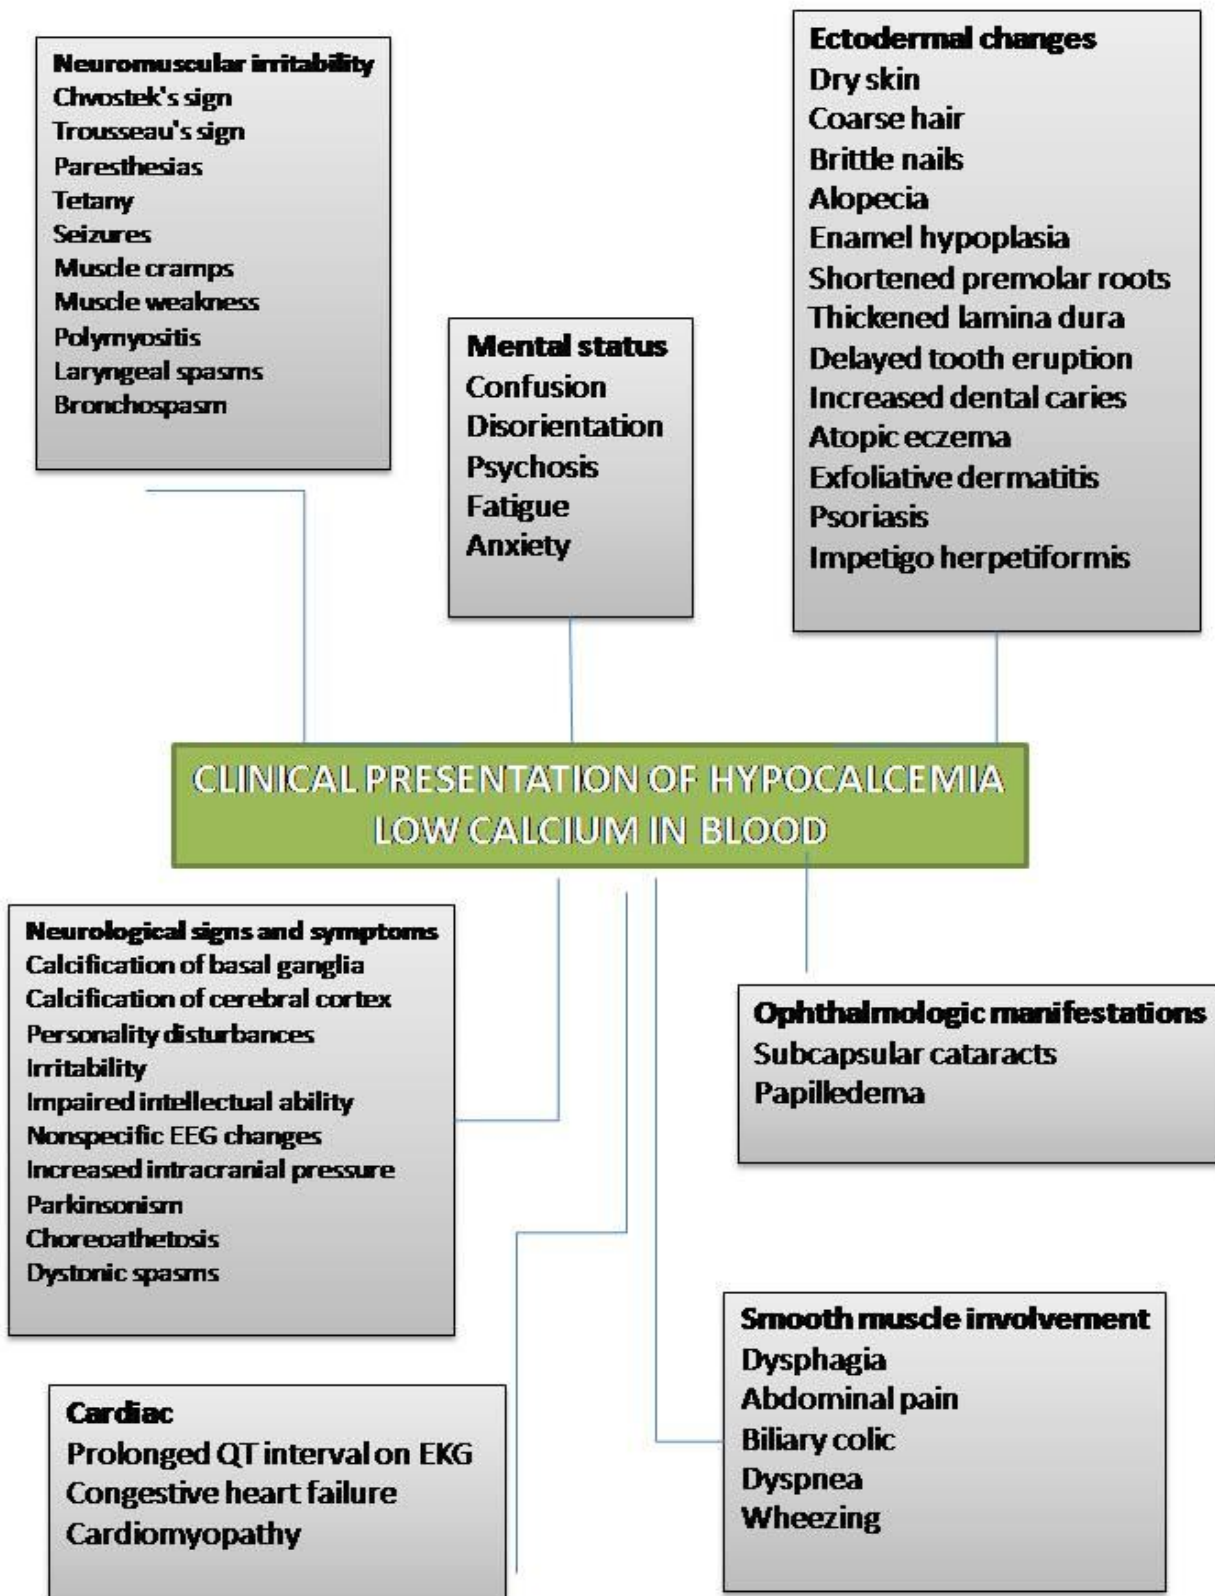 Neuromuscular irritability
Chvostek's sign
Trousseau's sign
Paresthesias
Tetany
Seizures
Muscle cramps
Muscle weakness
Polymyositis
Laryngeal spasms
Bronchospasm
Mental status
Confusion
Disorientation
Psychosis
Fatigue
Anxiety
Ectodermal changes
Dry skin
Coarse hair
Brittle nails
Alopecia
Enamel hypoplasia
Shortened premolar roots
Thickened lamina dura
Delayed tooth eruption
Increased dental caries
Atopic eczema
Exfoliative dermatitis
Psoriasis
Impetigo herpetiformis
CLINICAL PRESENTATION OF HYPOCALCEMIA
LOW CALCIUM IN BLOOD
Neurological signs and symptoms
Calcification of basal ganglia
Calcification of cerebral cortex
Personality disturbances
Irritability
Impaired intellectual ability
Nonspecific EEG changes
Increased intracranial pressure
Parkinsonism
Choreoathetosis
Dystonic spasms
Ophthalmologic manifestations
Subcapsular cataracts
Papilledema
Cardiac
Prolonged QT interval on EKG
Congestive heart failure
Cardiomyopathy
Smooth muscle involvement
Dysphagia
Abdominal pain
Biliary colic
Dyspnea
Wheezing